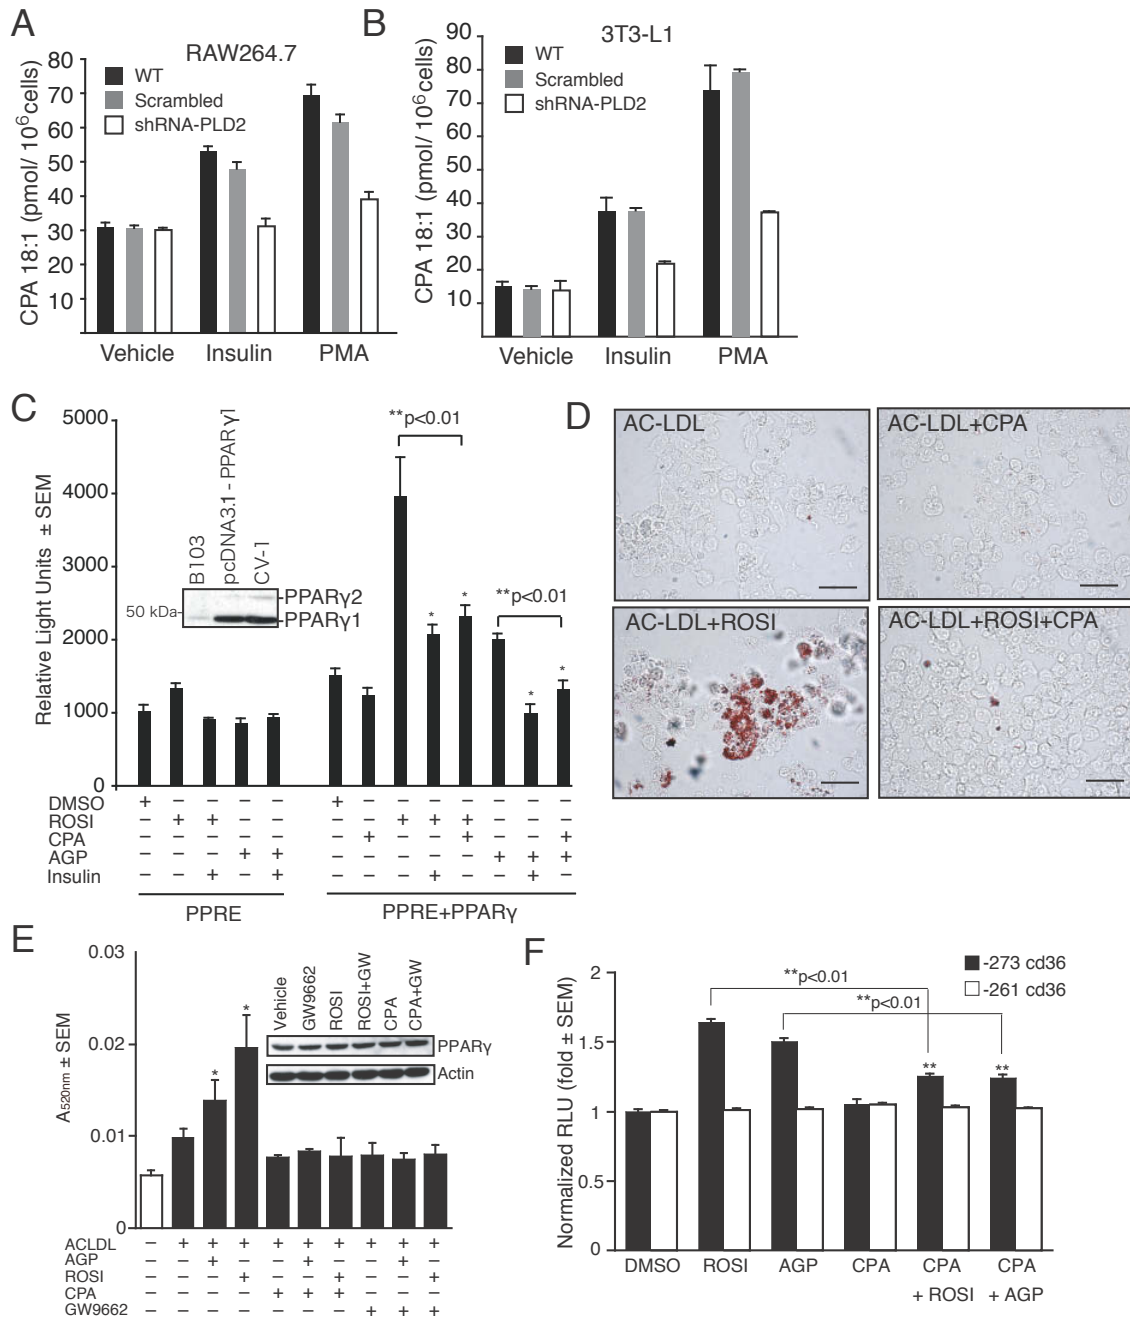 A
RAW264.7
CPA 18:1 (pmol/ 10⁶cells)
80
70
60
50
40
30
20
10
WT
Scrambled
shRNA-PLD2
Vehicle Insulin PMA
B
3T3-L1
CPA 18:1 (pmol/ 10⁶cells)
90
80
70
60
50
40
30
20
10
WT
Scrambled
shRNA-PLD2
Vehicle Insulin PMA
C
Relative Light Units ± SEM
5000
4000
3000
2000
1000
0
B103
pcDNA3.1 - PPARγ1
CV-1
50 kDa-
-PPARγ2
-PPARγ1
**p<0.01
**p<0.01
* * * *
DMSO + − − − − + − − − − − − −
ROSI − + + − − − − + + + − − −
CPA − − − − − − + − − + − − +
AGP − − − + + − − − − − + + +
Insulin − − + − + − − − + − − + −
PPRE PPRE+PPARγ
D
AC-LDL
AC-LDL+CPA
AC-LDL+ROSI
AC-LDL+ROSI+CPA
E
A520nm ± SEM
0.03
0.02
0.01
0
* *
Vehicle
GW9662
ROSI
ROSI+GW
CPA
CPA+GW
PPARγ
Actin
ACLDL − + + + + + + + + +
AGP − − + − − + − − + −
ROSI − − − + − − + − − +
CPA − − − − + + + − − −
GW9662 − − − − − − − + + +
F
Normalized RLU (fold ± SEM)
2
1.5
1
0.5
0
-273 cd36
-261 cd36
**p<0.01
**p<0.01
** **
DMSO ROSI AGP CPA CPA CPA
+ ROSI + AGP